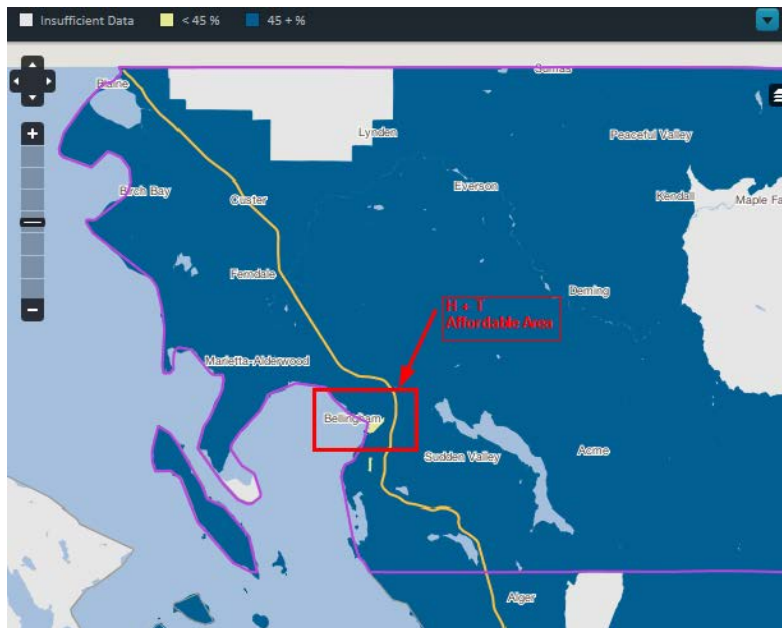 Insufficient Data < 45 % 45 + %
Sumas
Blaine
Lynden
Peaceful Valley
Birch Bay
Custer
Everson
Kendall
Maple Fa
Ferndale
Deming
H + T
Affordable Area
Marietta-Alderwood
Bellingham
Sudden Valley
Acme
Alger